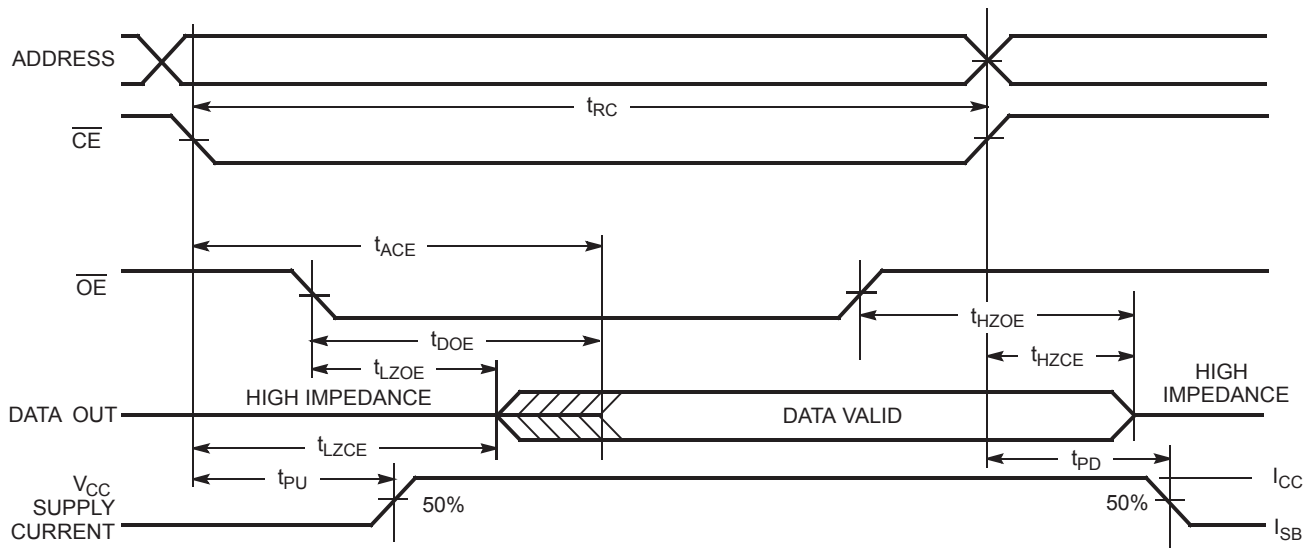 ADDRESS
tRC
CE
tACE
OE
tHZOE
tDOE
tHZCE
tLZOE
HIGH IMPEDANCE
HIGH
IMPEDANCE
DATA OUT
DATA VALID
tLZCE
tPD
tPU
VCC
SUPPLY
CURRENT
50%
50%
ICC
ISB